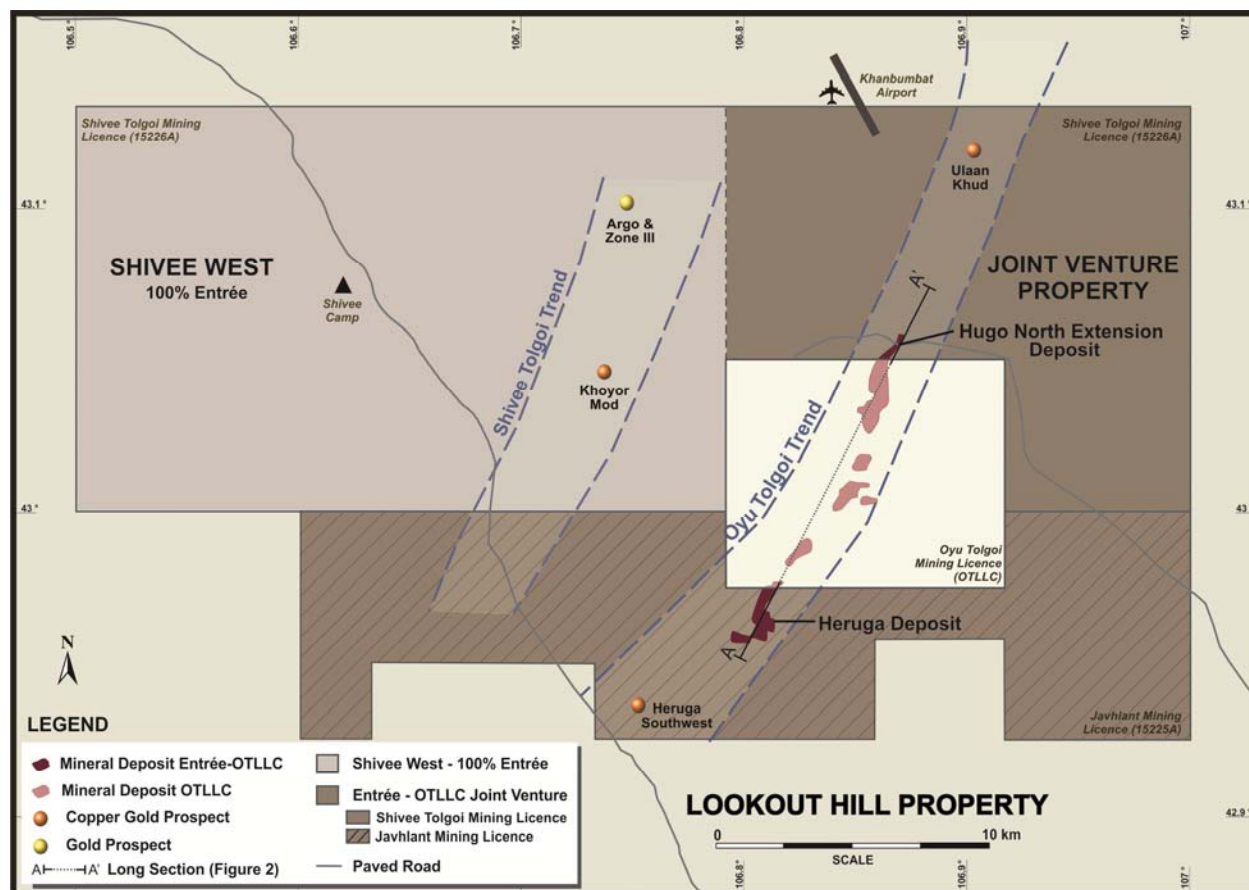 106.5 °
106.6 °
106.7 °
106.8 °
106.9 °
107 °
Khanbumbat
Airport
Shivee Tolgoi Mining
Licence (15226A)
Shivee Tolgoi Mining
Licence (15226A)
Ulaan
Khud
43.1 °
43.1 °
Argo &
Zone III
SHIVEE WEST
100% Entrée
JOINT VENTURE
PROPERTY
Shivee
Camp
A'
Hugo North Extension
Deposit
Shivee Tolgoi Trend
Khoyor
Mod
Oyu Tolgoi Trend
43 °
43 °
Oyu Tolgoi
Mining Licence
(OTLLC)
Heruga Deposit
A
N
Heruga
Southwest
Javhlant Mining
Licence (15225A)
LEGEND
Mineral Deposit Entrée-OTLLC
Mineral Deposit OTLLC
Copper Gold Prospect
Gold Prospect
A A' Long Section (Figure 2)
Shivee West - 100% Entrée
Entrée - OTLLC Joint Venture
Shivee Tolgoi Mining Licence
Javhlant Mining Licence
Paved Road
LOOKOUT HILL PROPERTY
0 10 km
SCALE
42.9 °
106.8 °
106.9 °
107 °